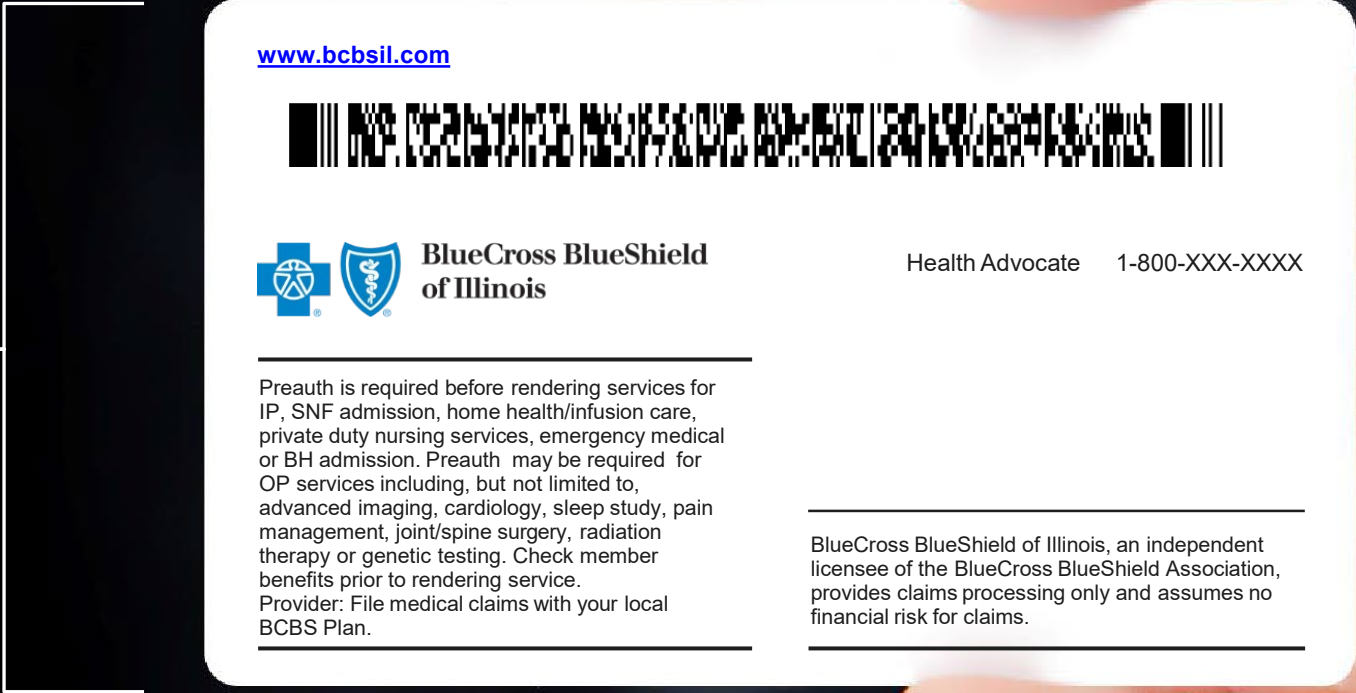 www.bcbsil.com
BlueCross BlueShield
of Illinois
Health Advocate 1-800-XXX-XXXX
Preauth is required before rendering services for
IP, SNF admission, home health/infusion care,
private duty nursing services, emergency medical
or BH admission. Preauth may be required for
OP services including, but not limited to,
advanced imaging, cardiology, sleep study, pain
management, joint/spine surgery, radiation
therapy or genetic testing. Check member
benefits prior to rendering service.
Provider: File medical claims with your local
BCBS Plan.
BlueCross BlueShield of Illinois, an independent
licensee of the BlueCross BlueShield Association,
provides claims processing only and assumes no
financial risk for claims.